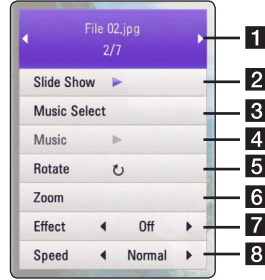 File 02.jpg
1
2/7
Slide Show 2
Music Select 3
Music 4
Rotate 5
Zoom 6
Effect Off 7
Speed Normal 8